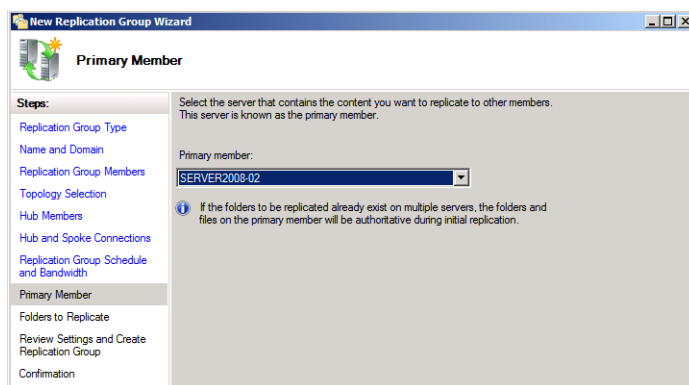 New Replication Group Wizard
Primary Member
Steps:
Replication Group Type
Name and Domain
Replication Group Members
Topology Selection
Hub Members
Hub and Spoke Connections
Replication Group Schedule
and Bandwidth
Primary Member
Folders to Replicate
Review Settings and Create
Replication Group
Confirmation
Select the server that contains the content you want to replicate to other members.
This server is known as the primary member.
Primary member:
SERVER2008-02
If the folders to be replicated already exist on multiple servers, the folders and
files on the primary member will be authoritative during initial replication.